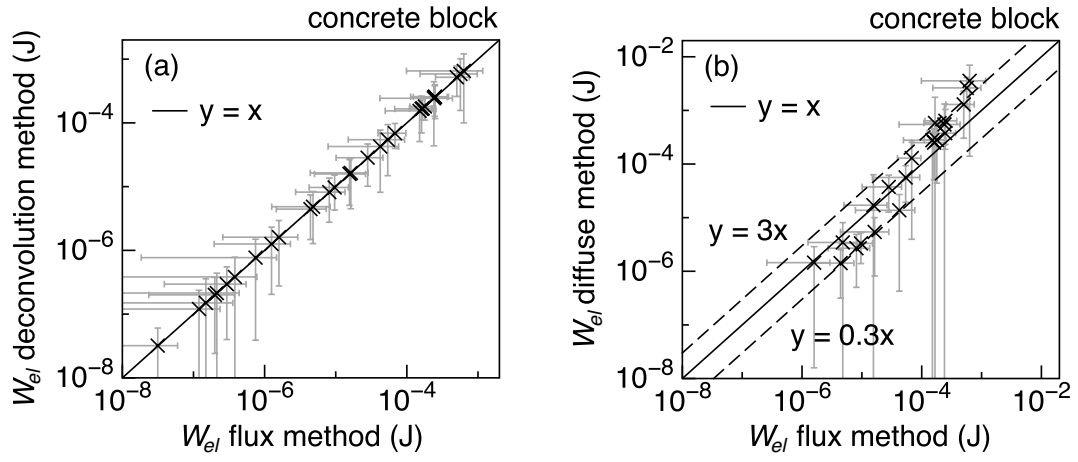 concrete block
(a)
y = x
W_el deconvolution method (J)
10⁻⁴
10⁻⁶
10⁻⁸
10⁻⁸ 10⁻⁶ 10⁻⁴
W_el flux method (J)
concrete block
(b)
y = x
y = 3x
y = 0.3x
W_el diffuse method (J)
10⁻²
10⁻⁴
10⁻⁶
10⁻⁸
10⁻⁸ 10⁻⁶ 10⁻⁴ 10⁻²
W_el flux method (J)